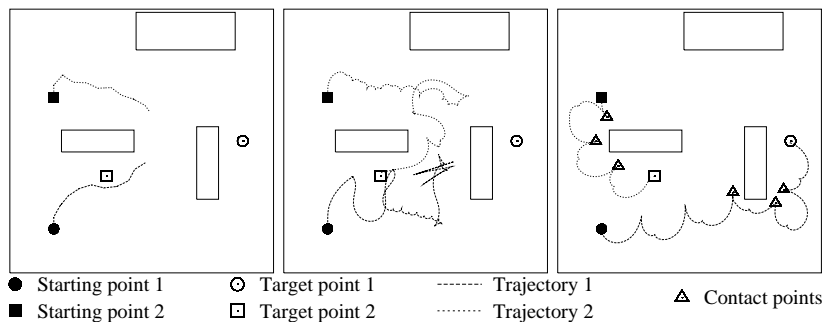 Starting point 1 Target point 1 Trajectory 1
Starting point 2 Target point 2 Trajectory 2 Contact points